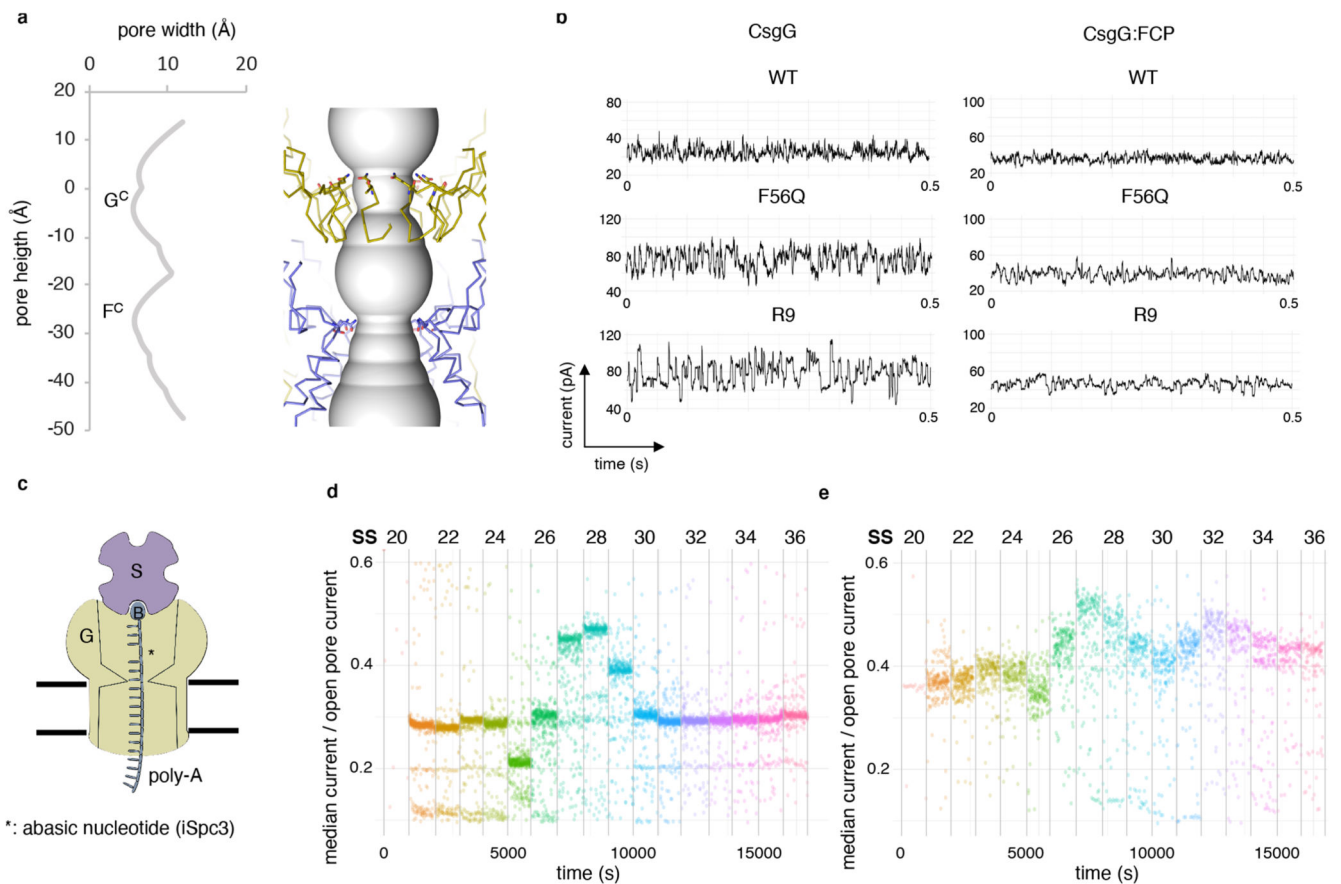 a
pore width (Å)
0 10 20
20
10
0
-10
-20
-30
-40
-50
pore heigth (Å)
G^C
F^C
b
CsgG
CsgG:FCP
WT
WT
80
40
20
0 0.5
100
60
40
20
0 0.5
F56Q
F56Q
120
80
60
40
0 0.5
100
60
40
20
0 0.5
R9
R9
120
80
60
40
0 0.5
100
60
40
20
0 0.5
current (pA)
time (s)
c
S
B
G
*
poly-A
*: abasic nucleotide (iSpc3)
d
SS 20 22 24 26 28 30 32 34 36
0.6
0.4
0.2
median current / open pore current
0 5000 10000 15000
time (s)
e
SS 20 22 24 26 28 30 32 34 36
0.6
0.4
0.2
median current / open pore current
0 5000 10000 15000
time (s)